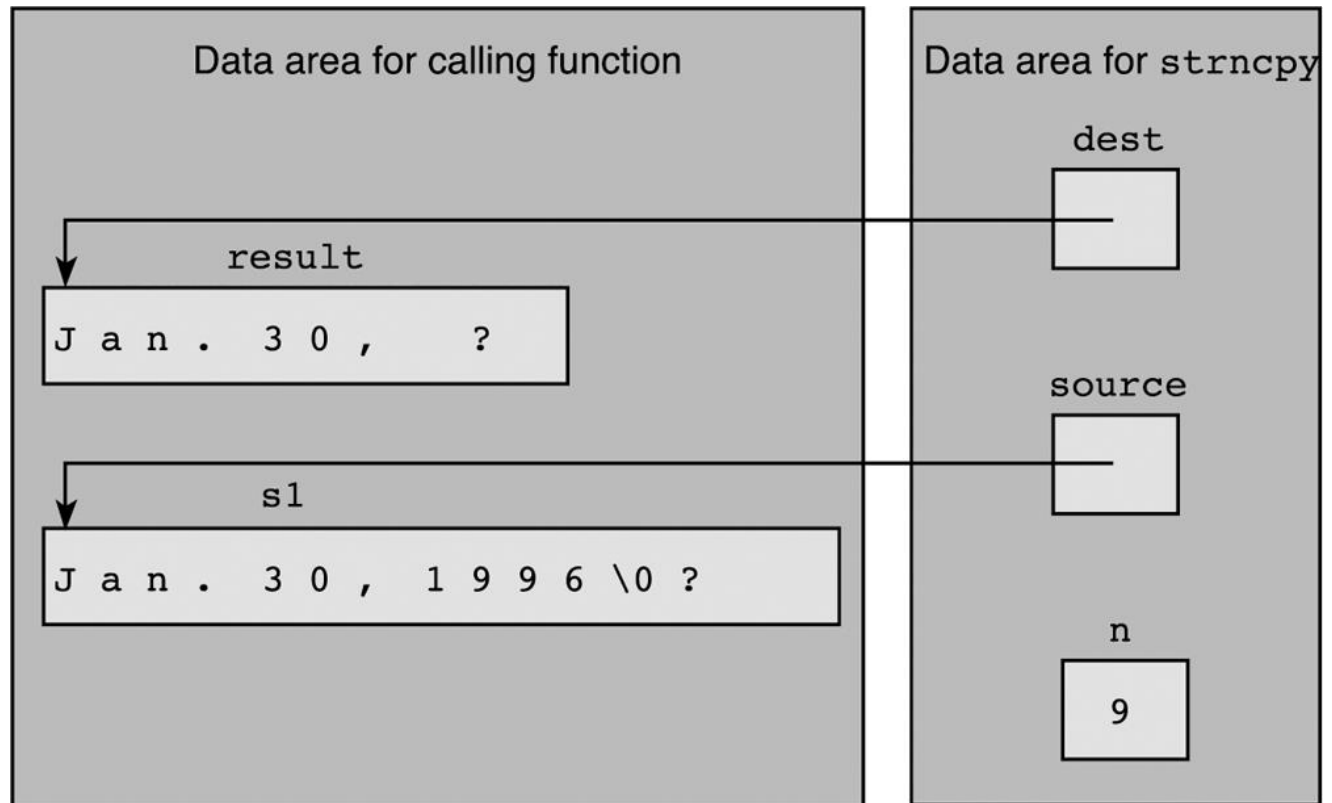 Data area for calling function
Data area for strncpy
dest
result
J a n .   3 0 ,     ?
source
s1
J a n .   3 0 ,   1 9 9 6 \0 ?
n
9